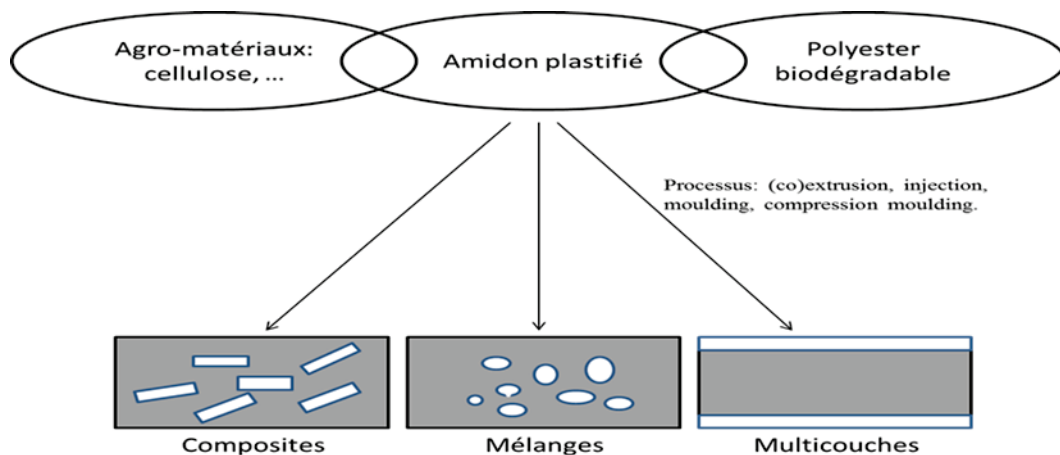 Agro-matériaux:
cellulose, ...
Amidon plastifié
Polyester
biodégradable
Processus: (co)extrusion, injection,
moulding, compression moulding.
Composites
Mélanges
Multicouches